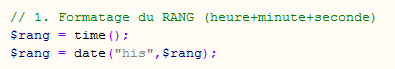 // 1. Formatage du RANG (heure+minute+seconde)
$rang = time();
$rang = date("his",$rang);